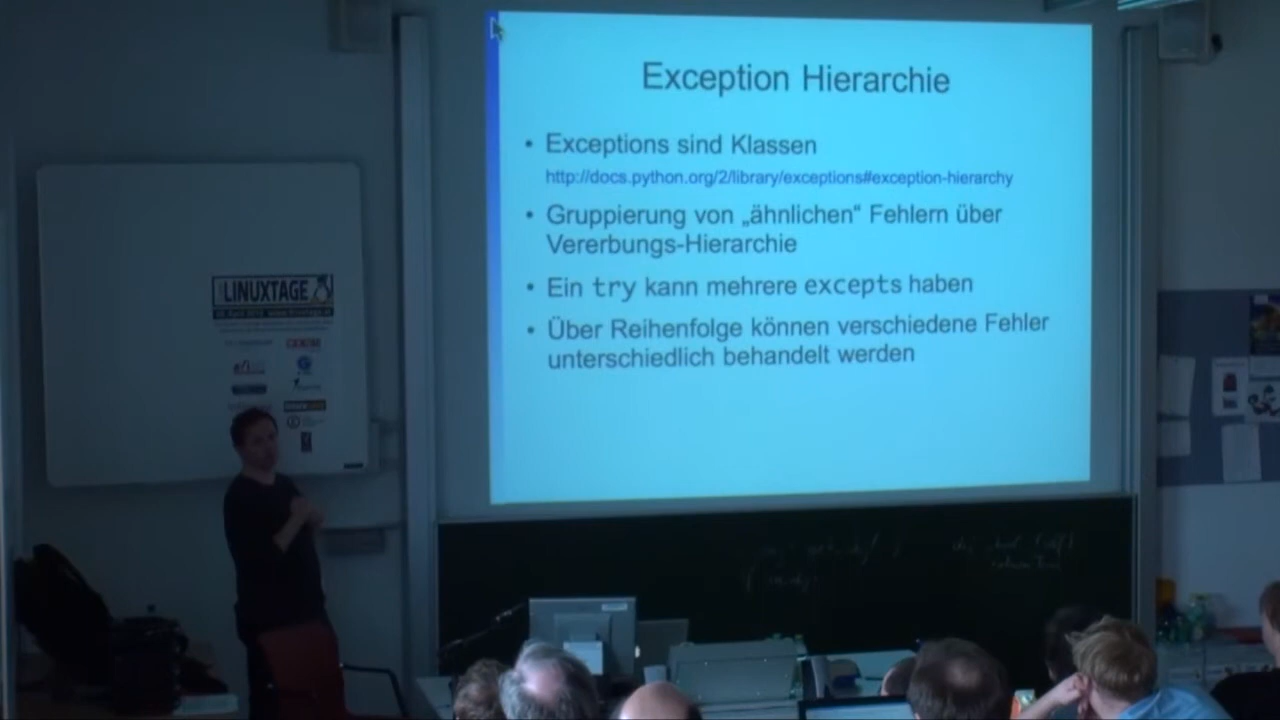 Exception Hierarchie
• Exceptions sind Klassen
http://docs.python.org/2/library/exceptions#exception-hierarchy
• Gruppierung von „ähnlichen“ Fehlern über
Vererbungs-Hierarchie
• Ein try kann mehrere excepts haben
• Über Reihenfolge können verschiedene Fehler
unterschiedlich behandelt werden
LINUXTAGE